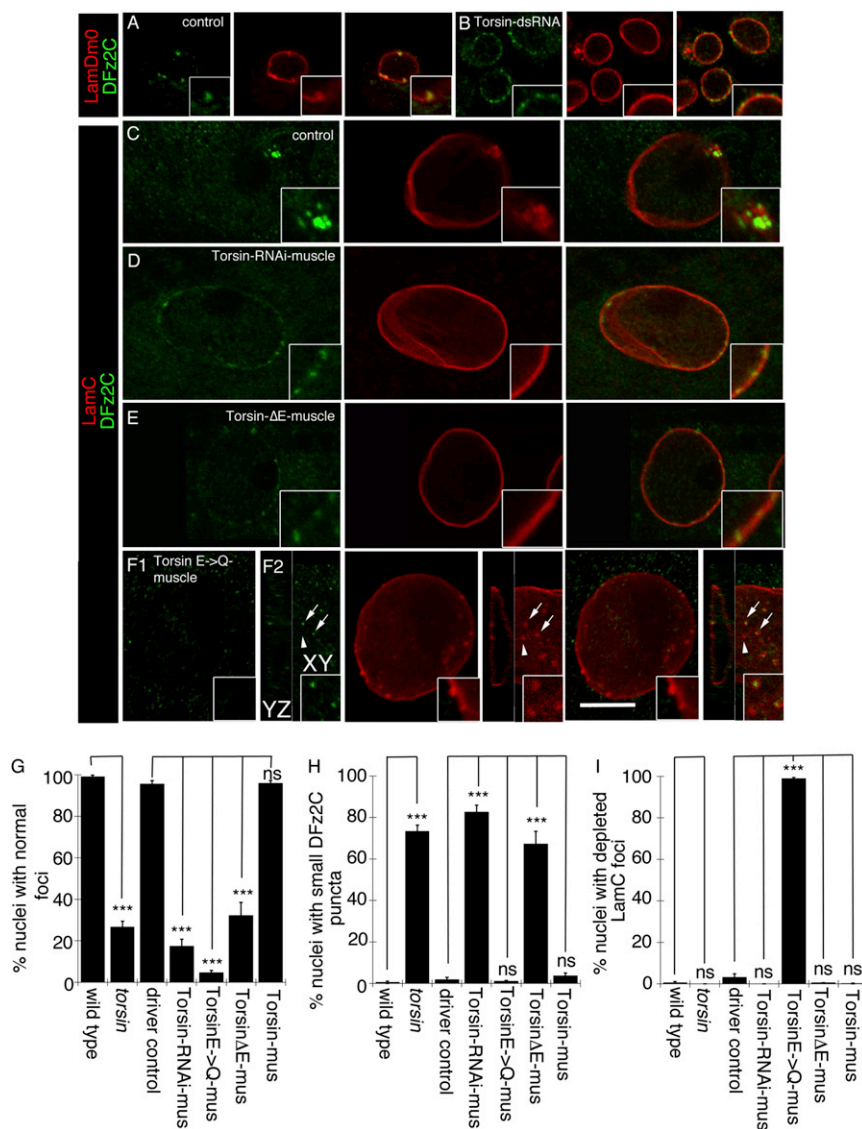 LamDm0
DFz2C
A control
B Torsin-dsRNA
LamC
DFz2C
C control
D Torsin-RNAi-muscle
E Torsin-ΔE-muscle
F1 Torsin E->Q-
muscle
F2
XY
YZ
G
% nuclei with normal
foci
100
80
60
40
20
0
***
***
***
***
ns
wild type
torsin
driver control
Torsin-RNAi-mus
TorsinE->Q-mus
TorsinΔE-mus
Torsin-mus
H
% nuclei with small DFz2C
puncta
100
80
60
40
20
0
***
***
ns
***
ns
wild type
torsin
driver control
Torsin-RNAi-mus
TorsinE->Q-mus
TorsinΔE-mus
Torsin-mus
I
% nuclei with depleted
LamC foci
100
80
60
40
20
0
ns
ns
***
ns
ns
wild type
torsin
driver control
Torsin-RNAi-mus
TorsinE->Q-mus
TorsinΔE-mus
Torsin-mus